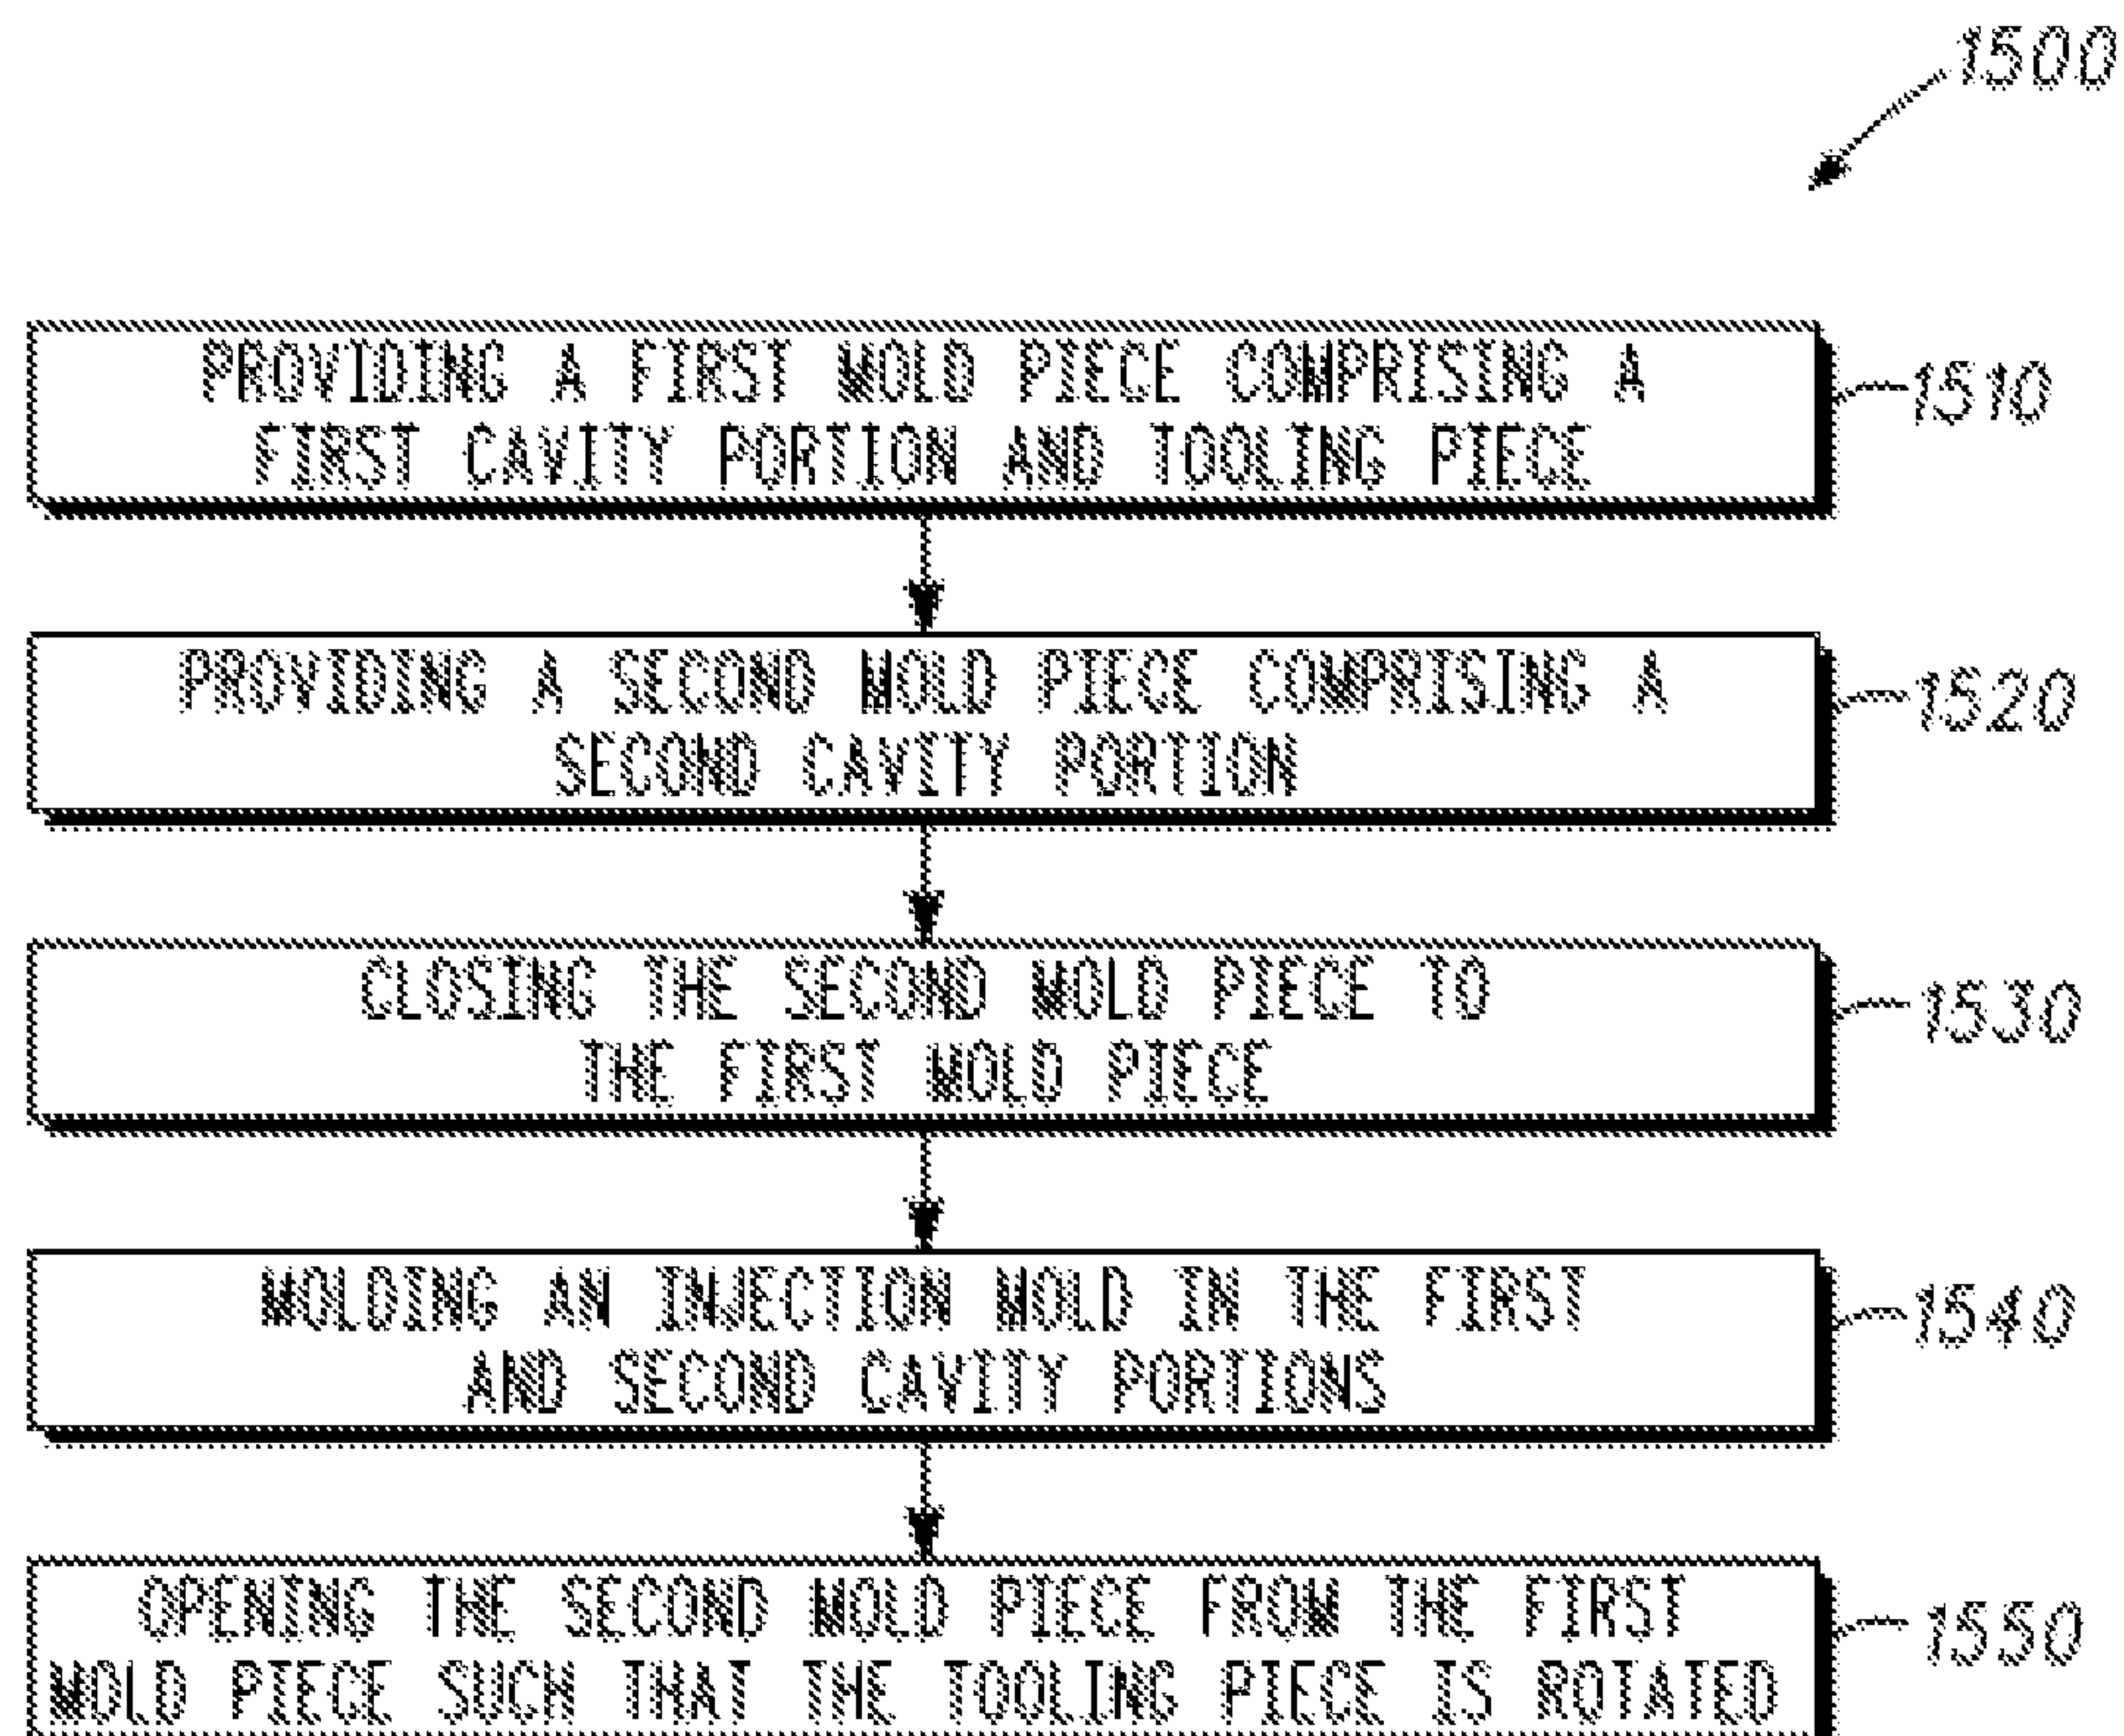 1500
PROVIDING A FIRST MOLD PIECE COMPRISING A
FIRST CAVITY PORTION AND TOOLING PIECE
1510
PROVIDING A SECOND MOLD PIECE COMPRISING A
SECOND CAVITY PORTION
1520
CLOSING THE SECOND MOLD PIECE TO
THE FIRST MOLD PIECE
1530
MOLDING AN INJECTION MOLD IN THE FIRST
AND SECOND CAVITY PORTIONS
1540
OPENING THE SECOND MOLD PIECE FROM THE FIRST
MOLD PIECE SUCH THAT THE TOOLING PIECE IS ROTATED
1550